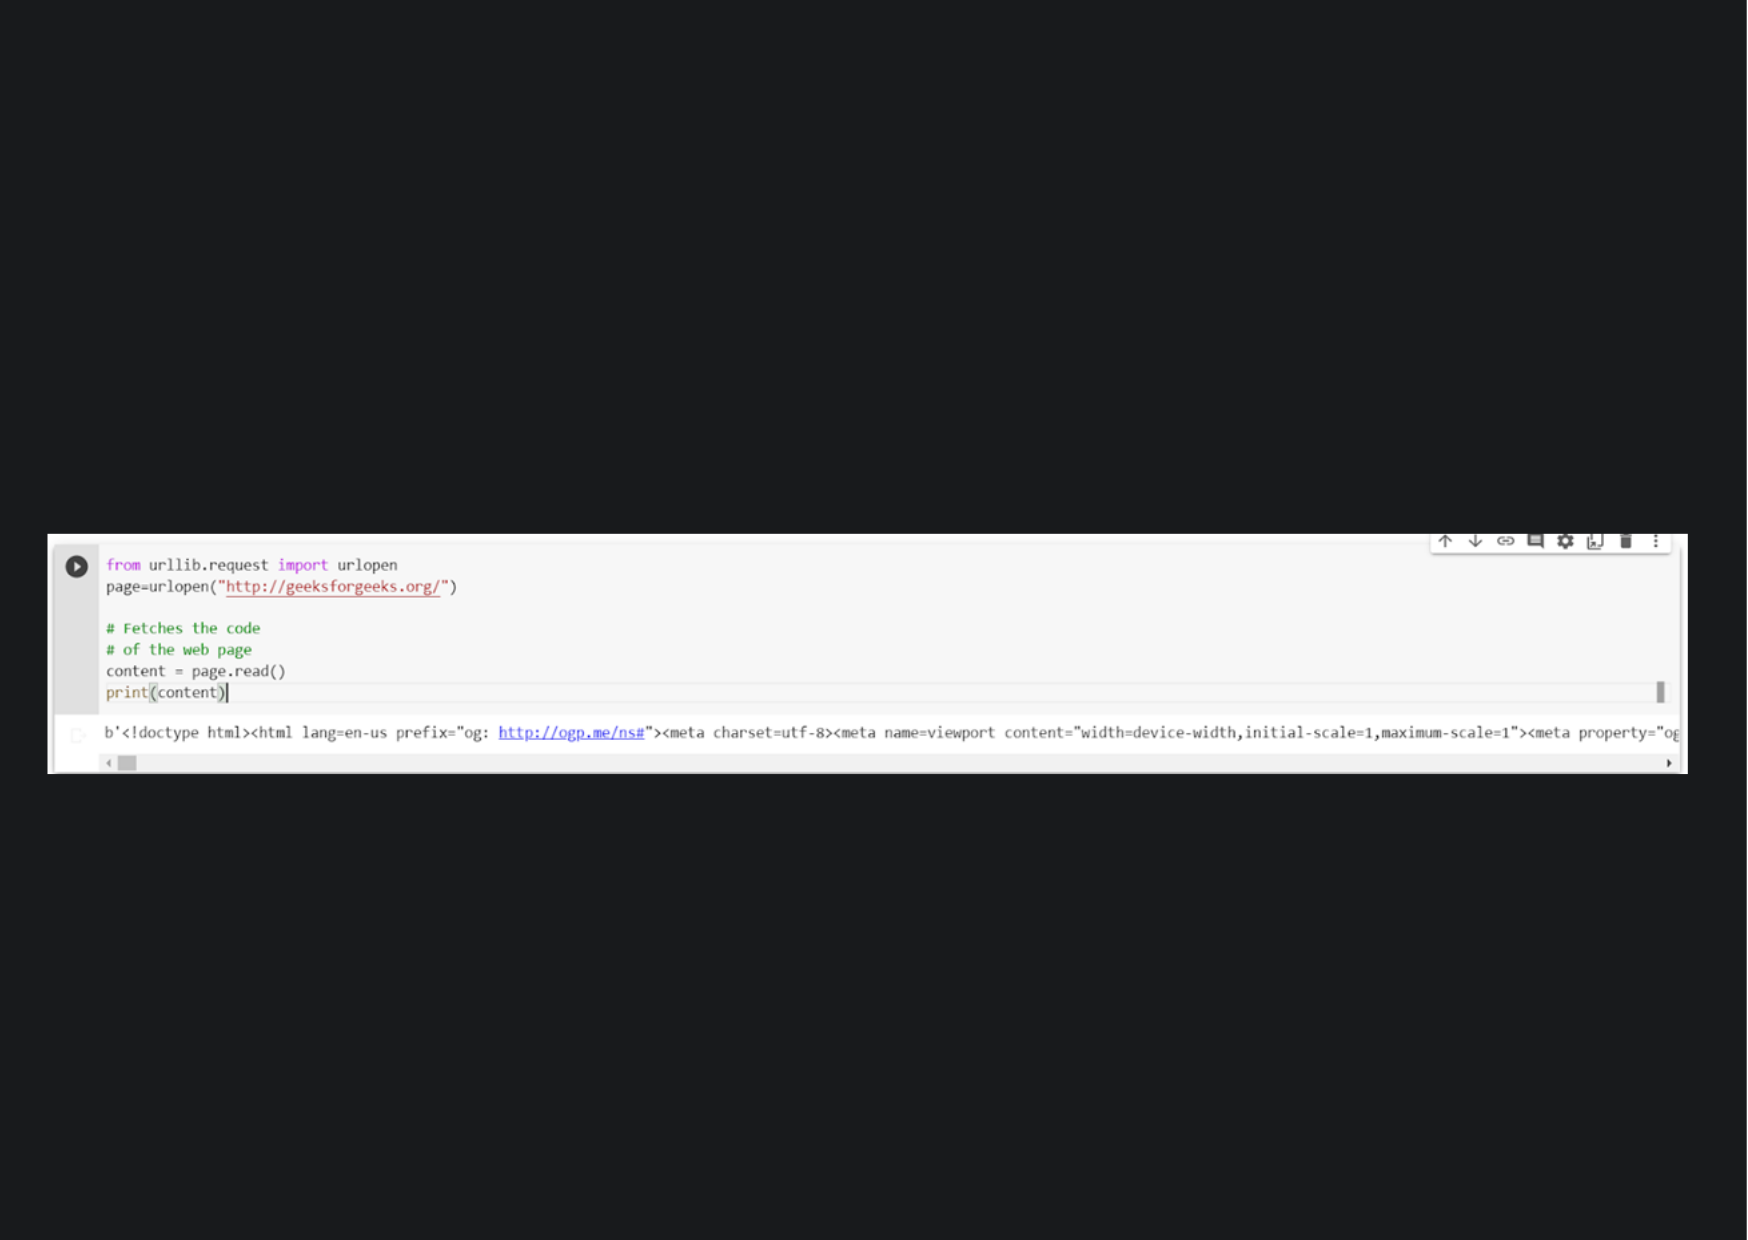 from urllib.request import urlopen
page=urlopen("http://geeksforgeeks.org/")
# Fetches the code
# of the web page
content = page.read()
print(content)
b'<!doctype html><html lang=en-us prefix="og: http://ogp.me/ns#"><meta charset=utf-8><meta name=viewport content="width=device-width,initial-scale=1,maximum-scale=1"><meta property="og